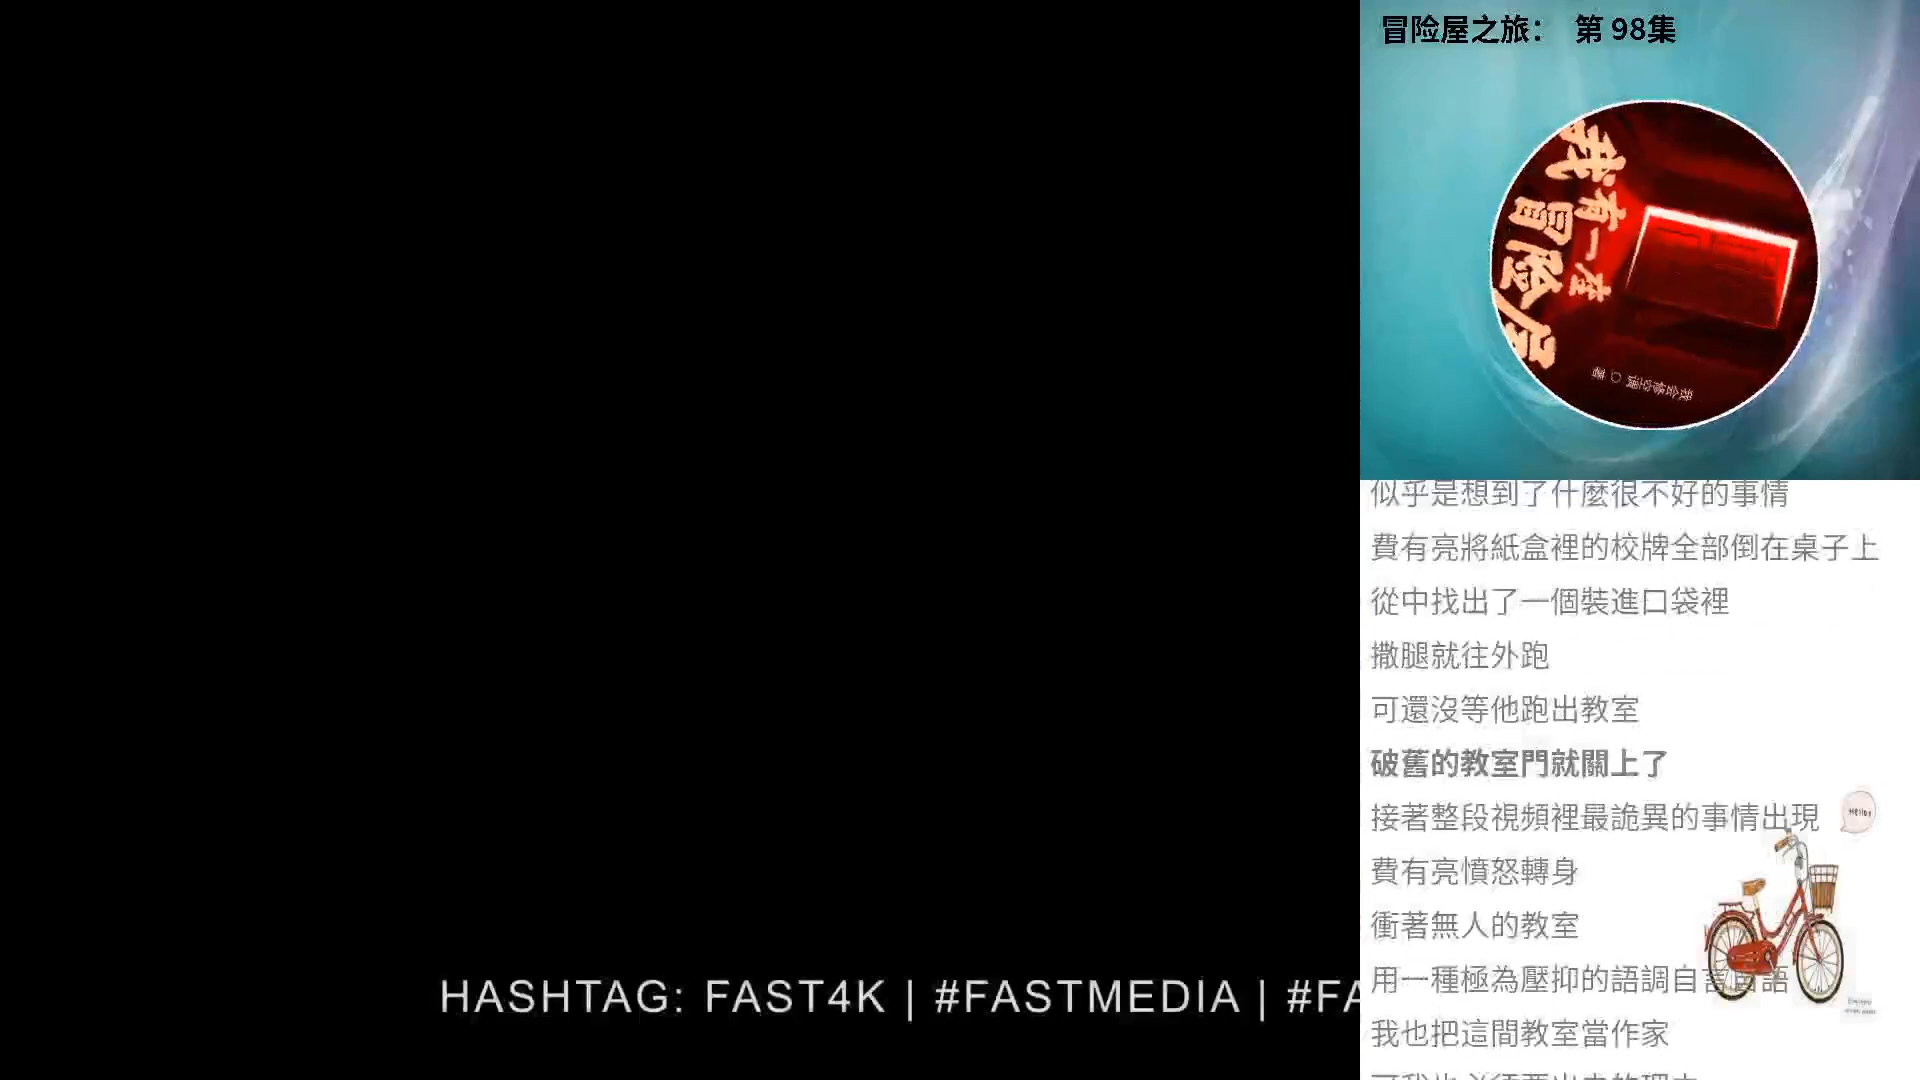 冒险屋之旅： 第 98集
我有一座
冒險屋
我会修空调 〇 著
似乎是想到了什麼很不好的事情
費有亮將紙盒裡的校牌全部倒在桌子上
從中找出了一個裝進口袋裡
撒腿就往外跑
可還沒等他跑出教室
破舊的教室門就關上了
接著整段視頻裡最詭異的事情出現
Hello!
費有亮憤怒轉身
衝著無人的教室
用一種極為壓抑的語調自言自語
我也把這間教室當作家
HASHTAG: FAST4K | #FASTMEDIA | #FA